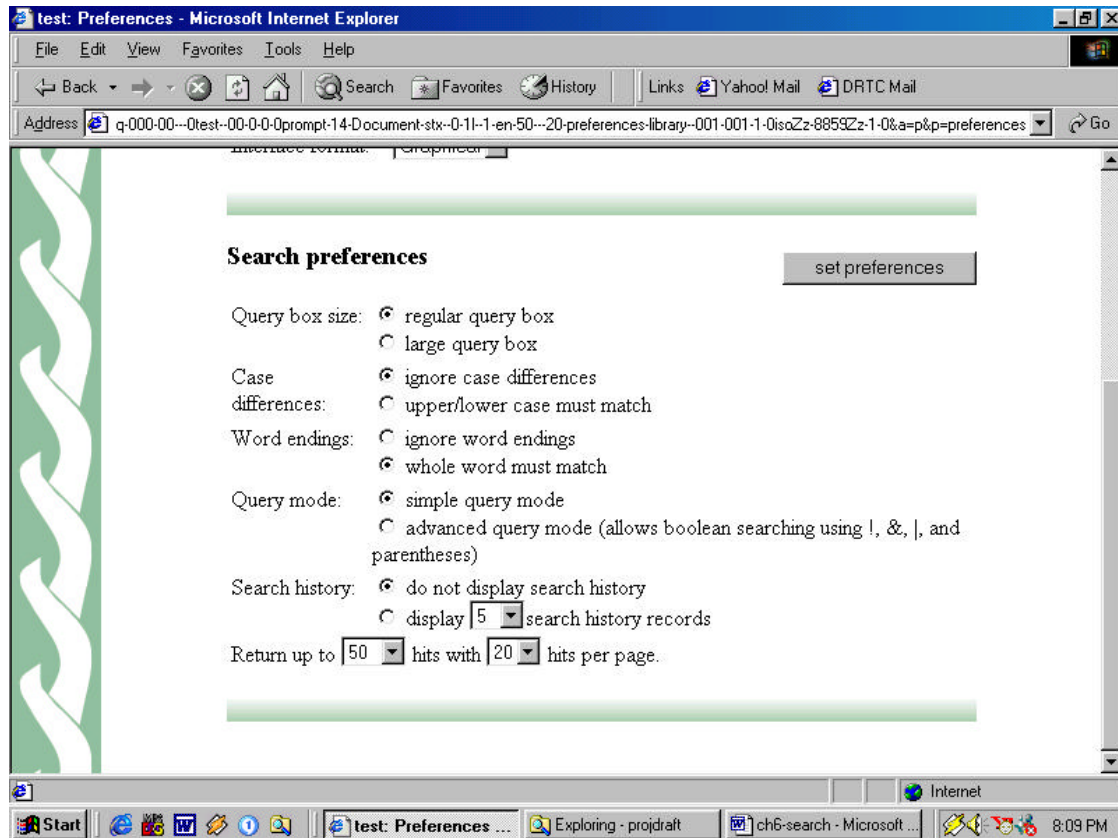 test: Preferences - Microsoft Internet Explorer
File Edit View Favorites Tools Help
Back Search Favorites History Links Yahoo! Mail DRTC Mail
Address q-000-00---0test--00-0-0-0prompt-14-Document-stx--0-1l--1-en-50---20-preferences-library--001-001-1-0isoZz-8859Zz-1-0&a=p&p=preferences Go
Interface format: Graphical
Search preferences
set preferences
Query box size: regular query box
large query box
Case differences: ignore case differences
upper/lower case must match
Word endings: ignore word endings
whole word must match
Query mode: simple query mode
advanced query mode (allows boolean searching using !, &, |, and
parentheses)
Search history: do not display search history
display 5 search history records
Return up to 50 hits with 20 hits per page.
Internet
Start test: Preferences ... Exploring - projdraft ch6-search - Microsoft ... 8:09 PM